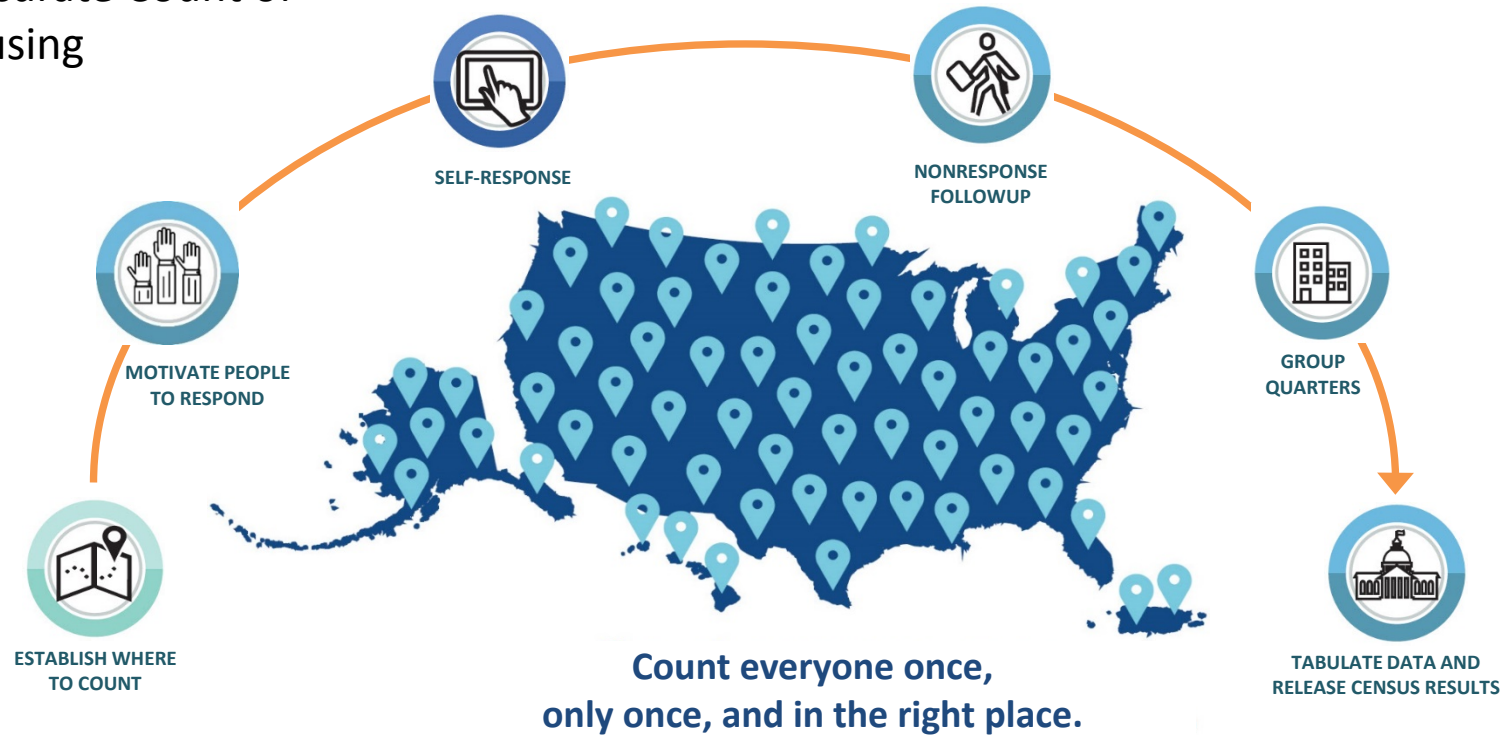 using
SELF-RESPONSE
NONRESPONSE
FOLLOWUP
MOTIVATE PEOPLE
TO RESPOND
GROUP
QUARTERS
ESTABLISH WHERE
TO COUNT
TABULATE DATA AND
RELEASE CENSUS RESULTS
Count everyone once,
only once, and in the right place.